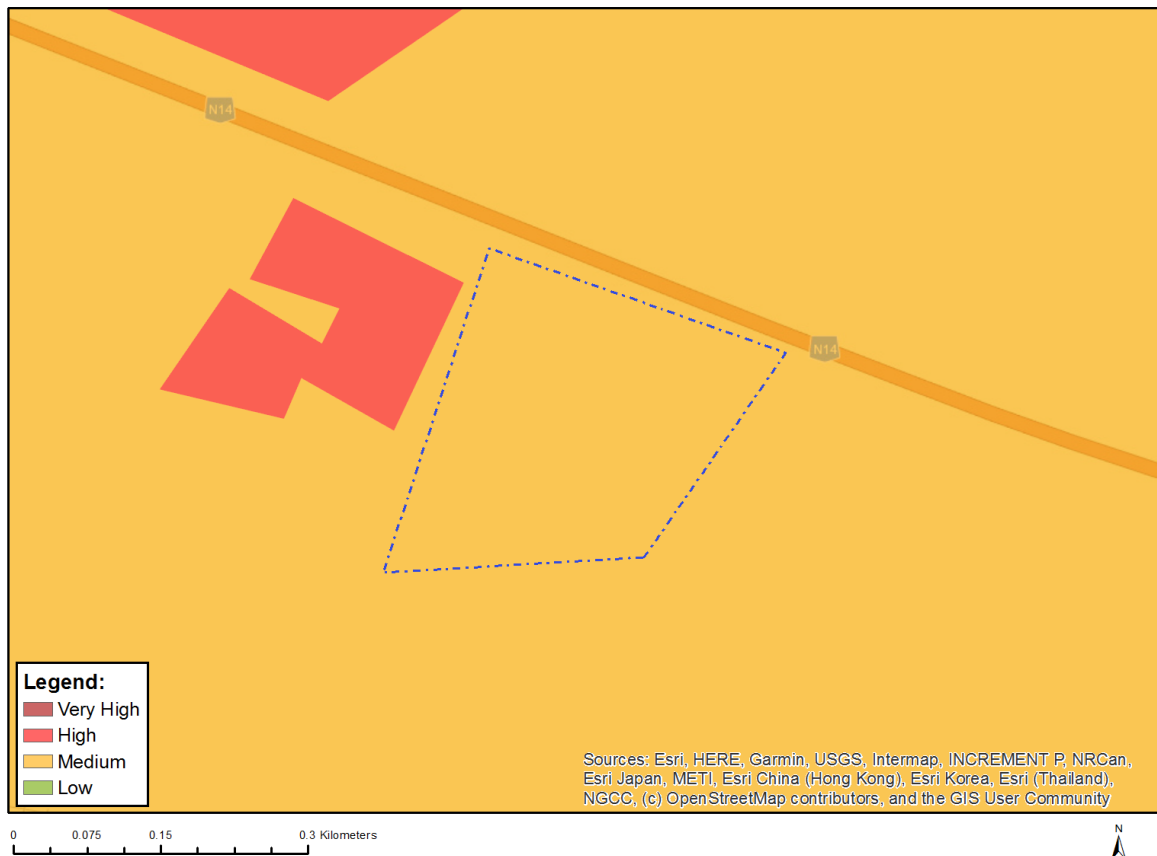 N14
N14
Legend:
Very High
High
Medium
Low
Sources: Esri, HERE, Garmin, USGS, Intermap, INCREMENT P, NRCan,
Esri Japan, METI, Esri China (Hong Kong), Esri Korea, Esri (Thailand),
NGCC, (c) OpenStreetMap contributors, and the GIS User Community
0 0.075 0.15 0.3 Kilometers
N